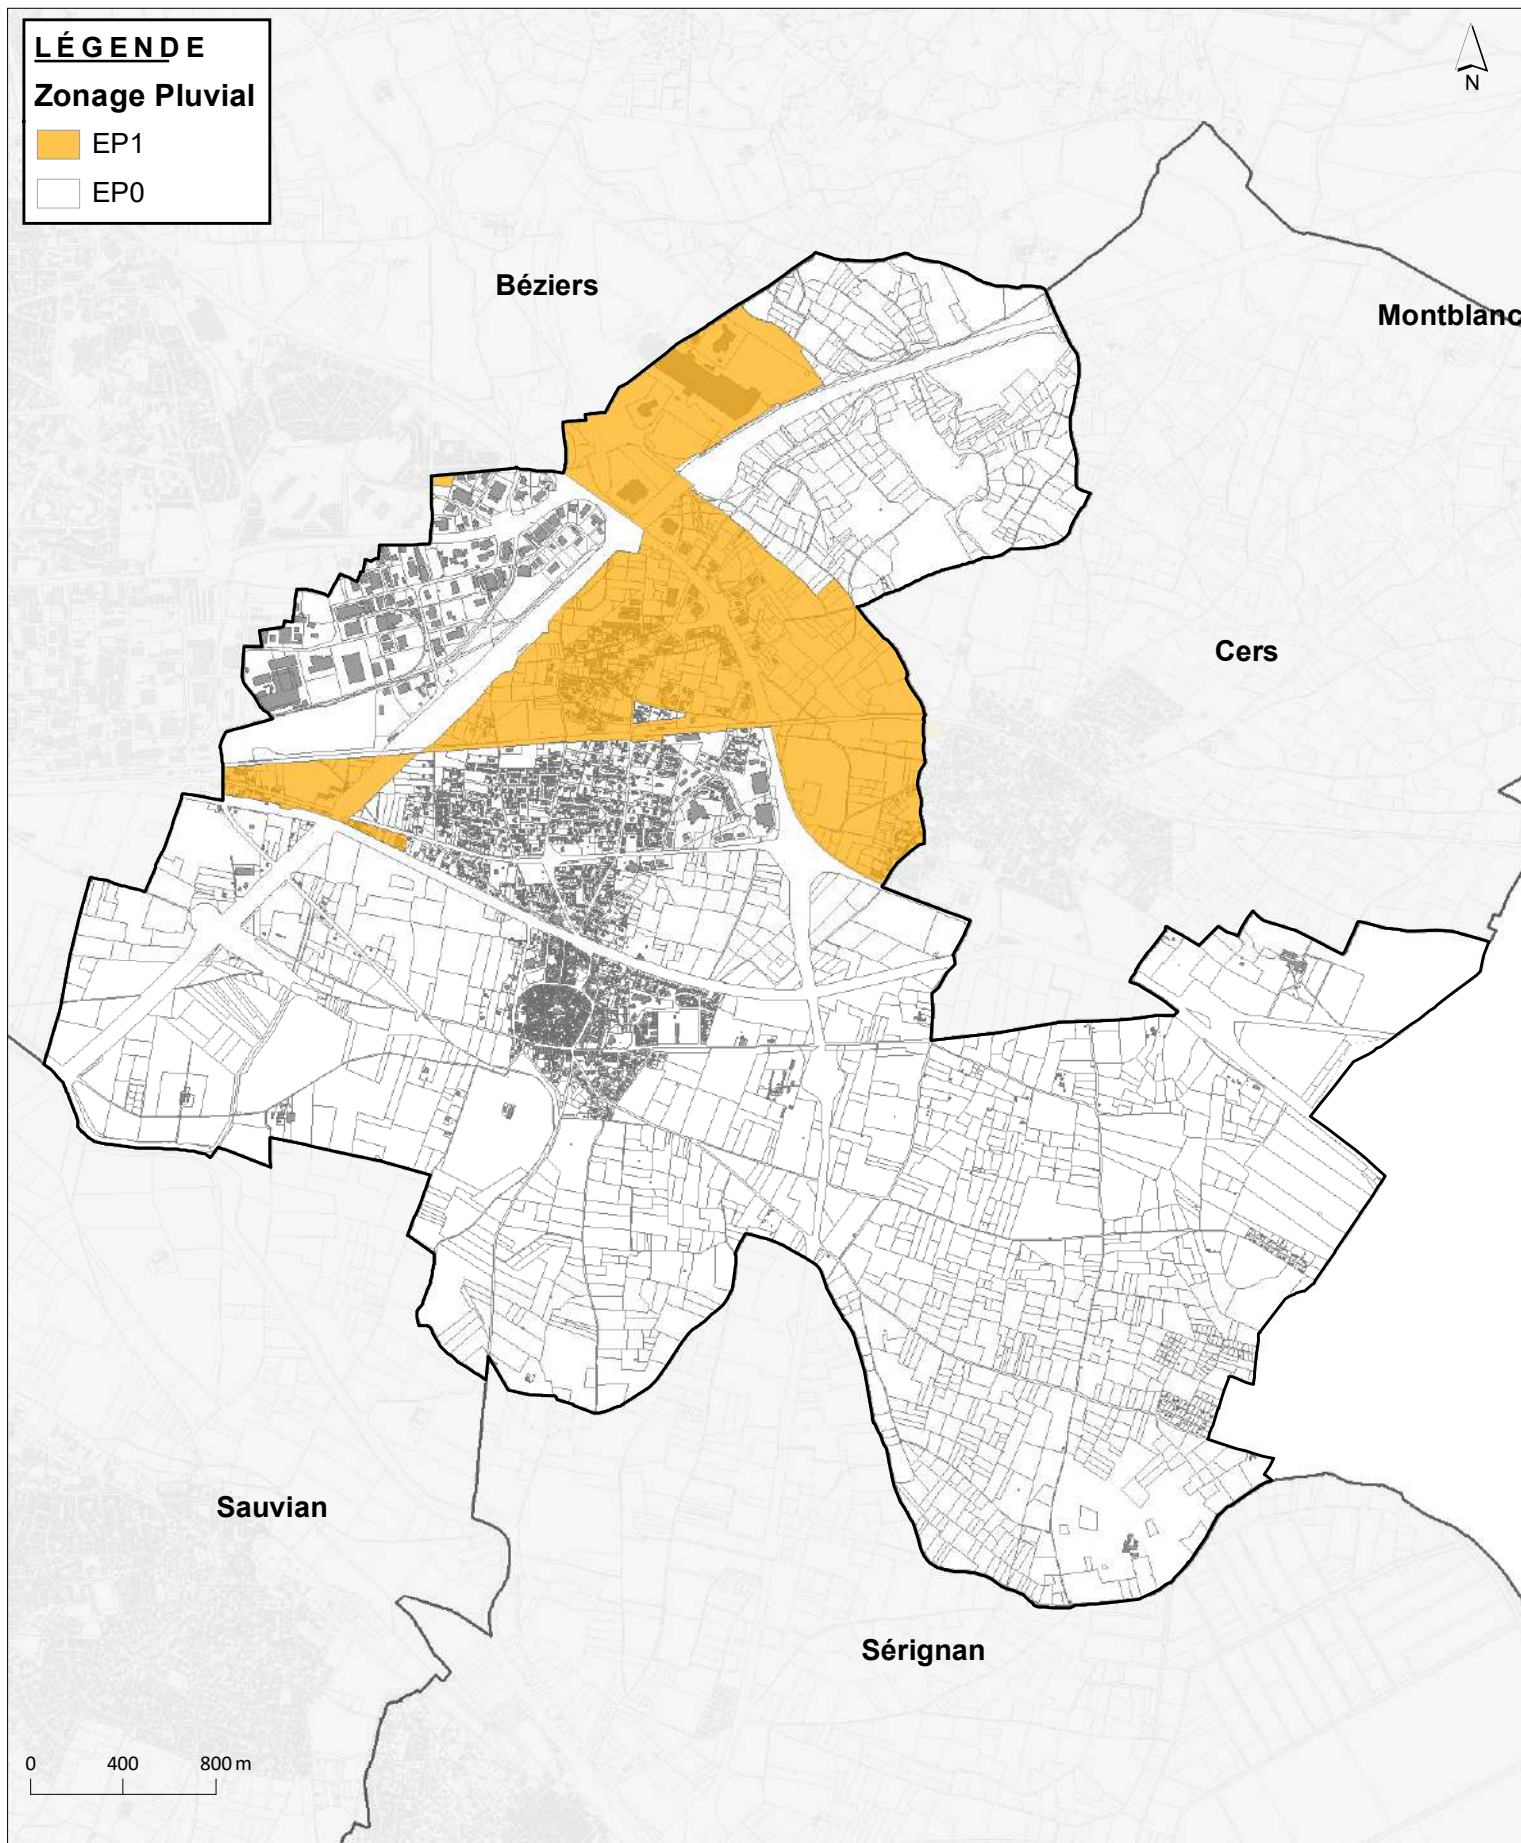 LÉGENDE
Zonage Pluvial
EP1
EP0
N
Béziers
Montblanc
Cers
Sauvian
Sérignan
0 400 800 m